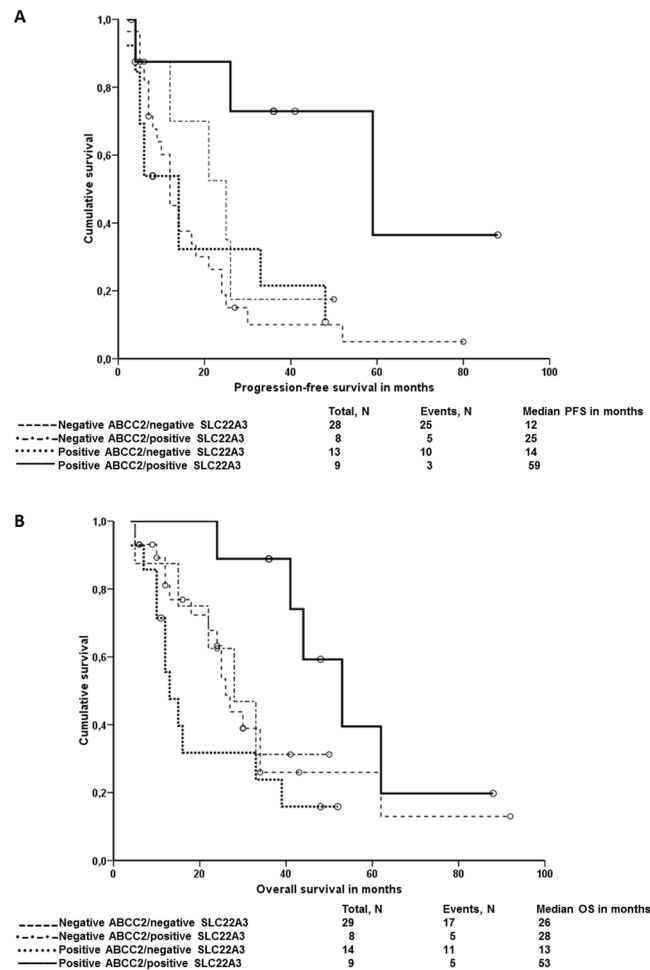 A
1,0
0,8
0,6
0,4
0,2
0,0
Cumulative survival
0 20 40 60 80 100
Progression-free survival in months
Total, N Events, N Median PFS in months
Negative ABCC2/negative SLC22A3 28 25 12
Negative ABCC2/positive SLC22A3 8 5 25
Positive ABCC2/negative SLC22A3 13 10 14
Positive ABCC2/positive SLC22A3 9 3 59
B
1,0
0,8
0,6
0,4
0,2
0,0
Cumulative survival
0 20 40 60 80 100
Overall survival in months
Total, N Events, N Median OS in months
Negative ABCC2/negative SLC22A3 29 17 26
Negative ABCC2/positive SLC22A3 8 5 28
Positive ABCC2/negative SLC22A3 14 11 13
Positive ABCC2/positive SLC22A3 9 5 53